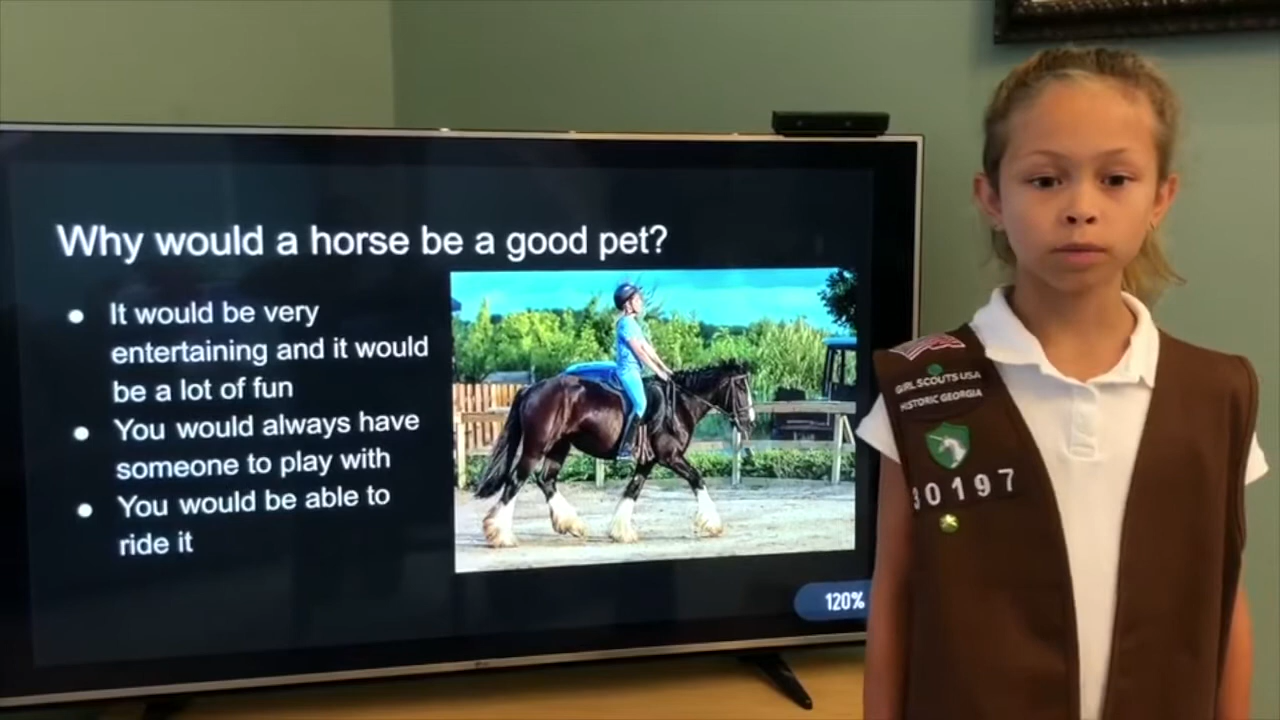 Why would a horse be a good pet?
● It would be very
entertaining and it would
be a lot of fun
● You would always have
someone to play with
● You would be able to
ride it
120%
GIRL SCOUTS USA
HISTORIC GEORGIA
30197
LG